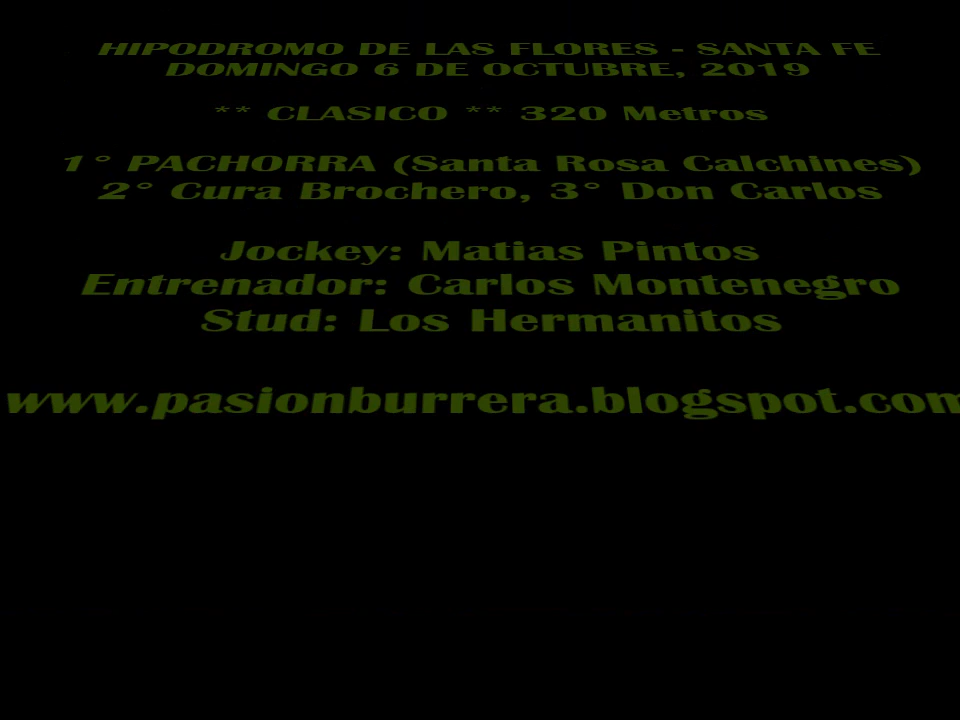 HIPODROMO DE LAS FLORES - SANTA FE
DOMINGO 6 DE OCTUBRE, 2019
** CLASICO ** 320 Metros
1° PACHORRA (Santa Rosa Calchines)
2° Cura Brochero, 3° Don Carlos
Jockey: Matias Pintos
Entrenador: Carlos Montenegro
Stud: Los Hermanitos
www.pasionburrera.blogspot.com